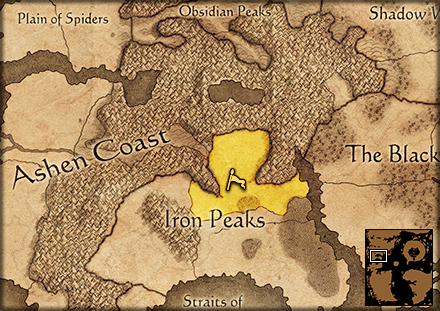 Plain of Spiders
Obsidian Peaks
Shadow
Ashen Coast
The Black
Iron Peaks
Straits of